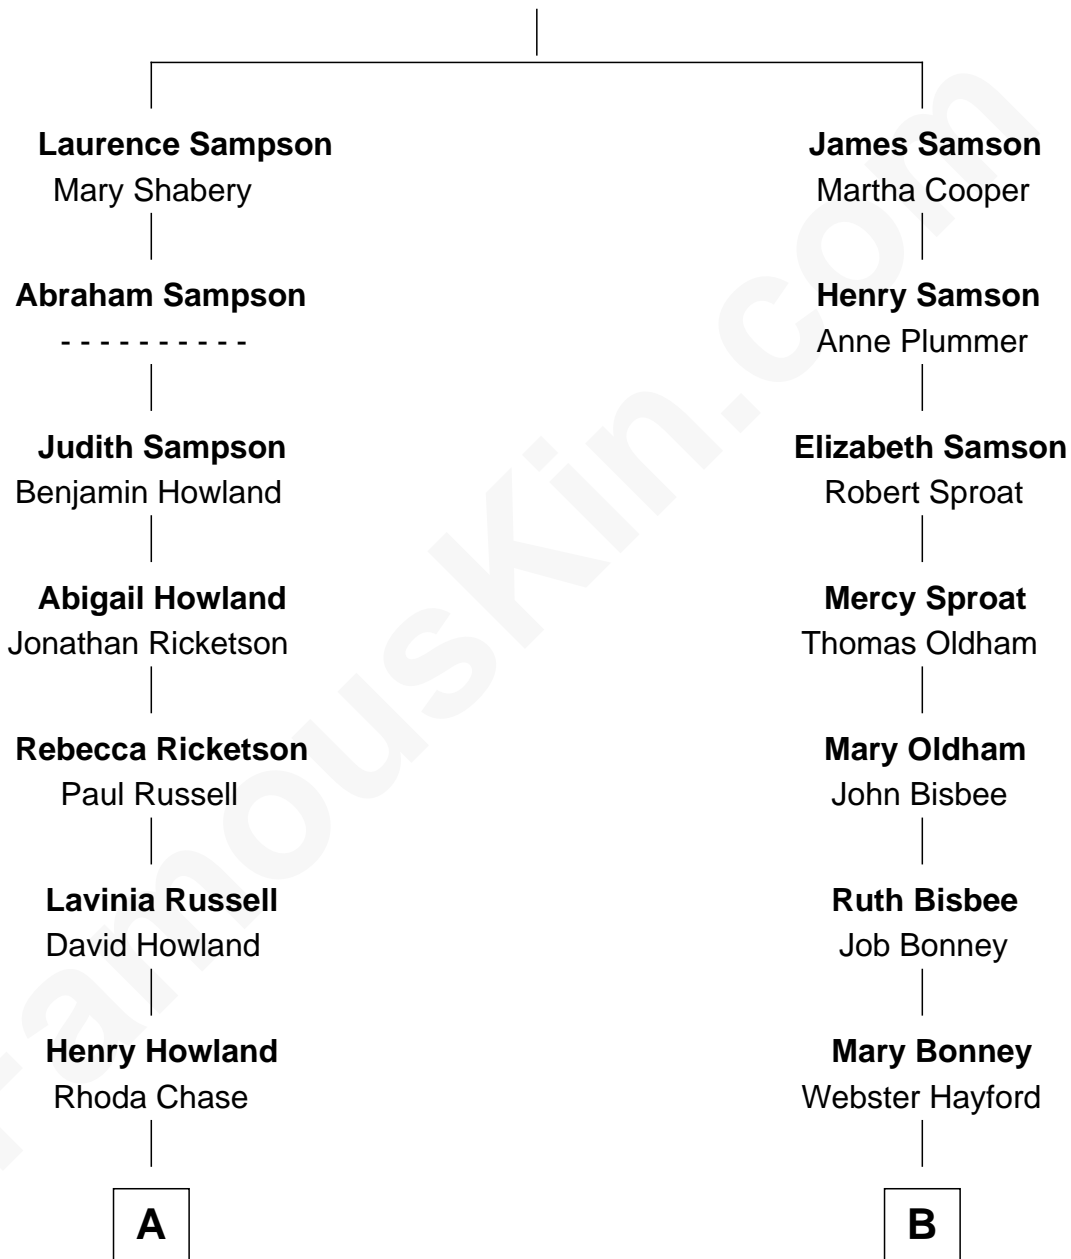 Laurence Sampson
Mary Shabery
Abraham Sampson
- - - - - - - - - -
Judith Sampson
Benjamin Howland
Abigail Howland
Jonathan Ricketson
Rebecca Ricketson
Paul Russell
Lavinia Russell
David Howland
Henry Howland
Rhoda Chase
A
James Samson
Martha Cooper
Henry Samson
Anne Plummer
Elizabeth Samson
Robert Sproat
Mercy Sproat
Thomas Oldham
Mary Oldham
John Bisbee
Ruth Bisbee
Job Bonney
Mary Bonney
Webster Hayford
B
FamousKin.com